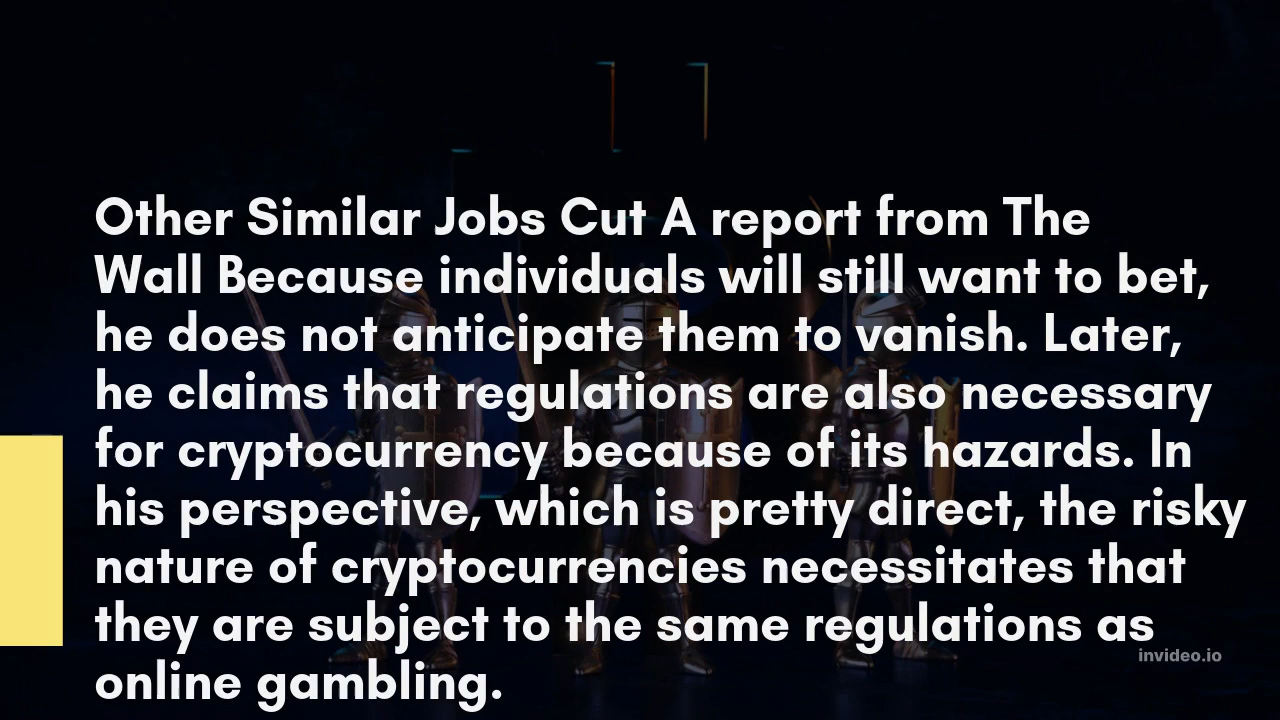 Other Similar Jobs Cut A report from The
Wall Because individuals will still want to bet,
he does not anticipate them to vanish. Later,
he claims that regulations are also necessary
for cryptocurrency because of its hazards. In
his perspective, which is pretty direct, the risky
nature of cryptocurrencies necessitates that
they are subject to the same regulations as
invideo.io
online gambling.